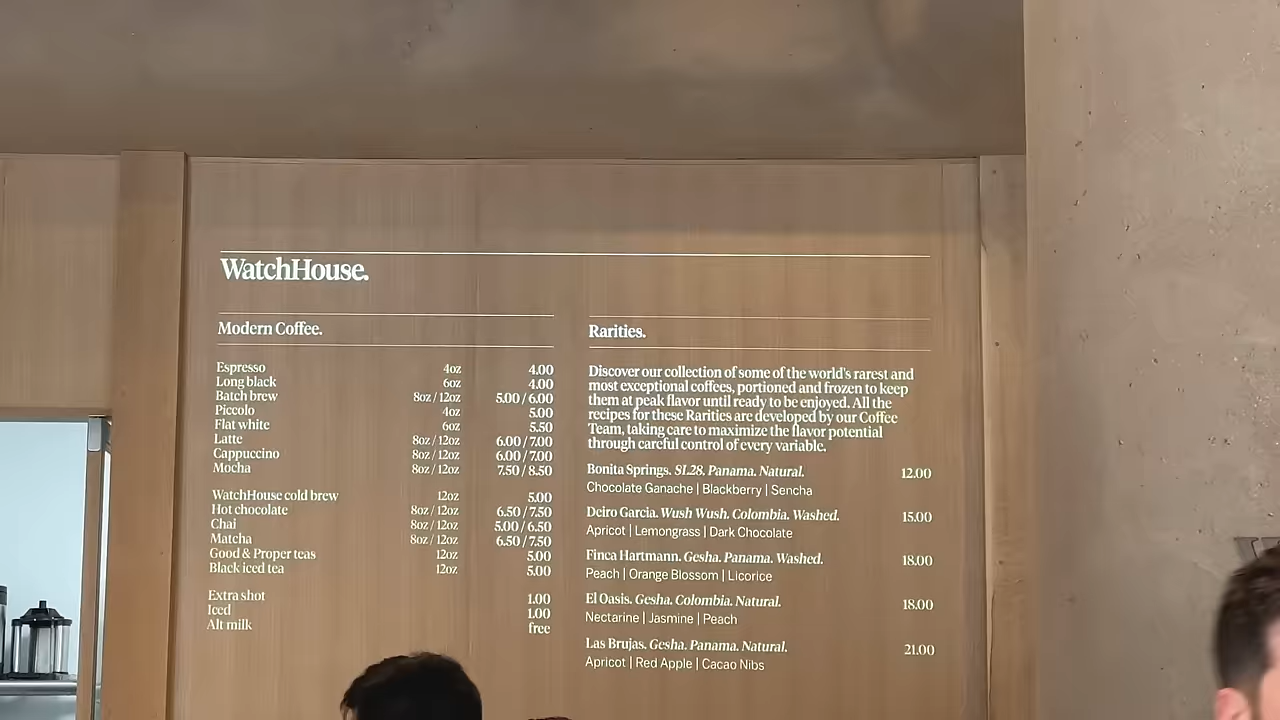 WatchHouse.
Modern Coffee.
Espresso 4oz 4.00
Long black 6oz 4.00
Batch brew 8oz / 12oz 5.00 / 6.00
Piccolo 4oz 5.00
Flat white 6oz 5.50
Latte 8oz / 12oz 6.00 / 7.00
Cappuccino 8oz / 12oz 6.00 / 7.00
Mocha 8oz / 12oz 7.50 / 8.50
WatchHouse cold brew 12oz 5.00
Hot chocolate 8oz / 12oz 6.50 / 7.50
Chai 8oz / 12oz 5.00 / 6.50
Matcha 8oz / 12oz 6.50 / 7.50
Good & Proper teas 12oz 5.00
Black iced tea 12oz 5.00
Extra shot 1.00
Iced 1.00
Alt milk free
Rarities.
Discover our collection of some of the world's rarest and
most exceptional coffees, portioned and frozen to keep
them at peak flavor until ready to be enjoyed. All the
recipes for these Rarities are developed by our Coffee
Team, taking care to maximize the flavor potential
through careful control of every variable.
Bonita Springs. SL28. Panama. Natural. 12.00
Chocolate Ganache | Blackberry | Sencha
Deiro Garcia. Wush Wush. Colombia. Washed. 15.00
Apricot | Lemongrass | Dark Chocolate
Finca Hartmann. Gesha. Panama. Washed. 18.00
Peach | Orange Blossom | Licorice
El Oasis. Gesha. Colombia. Natural. 18.00
Nectarine | Jasmine | Peach
Las Brujas. Gesha. Panama. Natural. 21.00
Apricot | Red Apple | Cacao Nibs